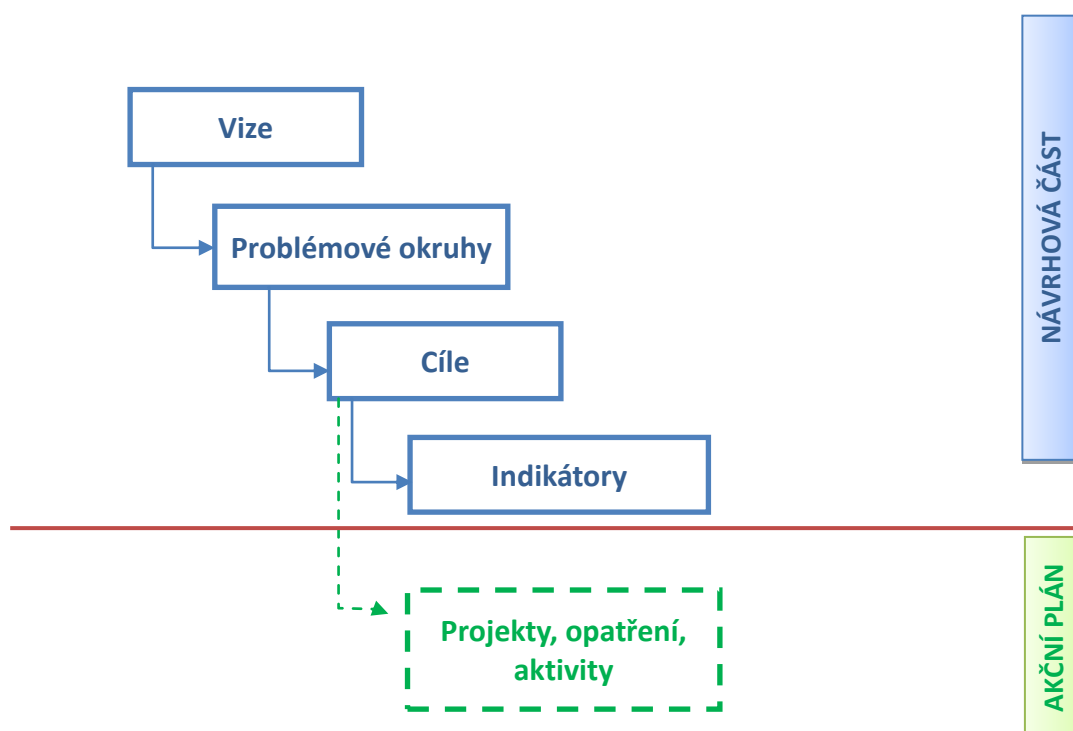 Vize
Problémové okruhy
Cíle
Indikátory
NÁVRHOVÁ ČÁST
Projekty, opatření,
aktivity
AKČNÍ PLÁN